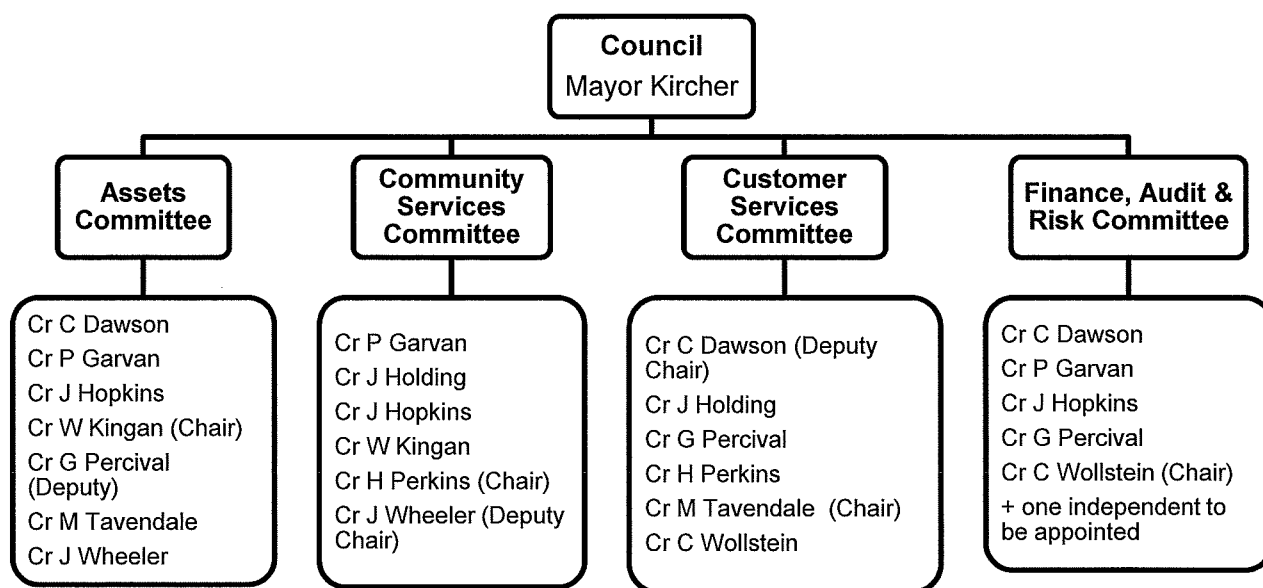 Council
Mayor Kircher
Assets
Committee
Community
Services
Committee
Customer
Services
Committee
Finance, Audit &
Risk Committee
Cr C Dawson
Cr P Garvan
Cr J Hopkins
Cr W Kingan (Chair)
Cr G Percival
(Deputy)
Cr M Tavendale
Cr J Wheeler
Cr P Garvan
Cr J Holding
Cr J Hopkins
Cr W Kingan
Cr H Perkins (Chair)
Cr J Wheeler (Deputy
Chair)
Cr C Dawson (Deputy
Chair)
Cr J Holding
Cr G Percival
Cr H Perkins
Cr M Tavendale (Chair)
Cr C Wollstein
Cr C Dawson
Cr P Garvan
Cr J Hopkins
Cr G Percival
Cr C Wollstein (Chair)
+ one independent to
be appointed